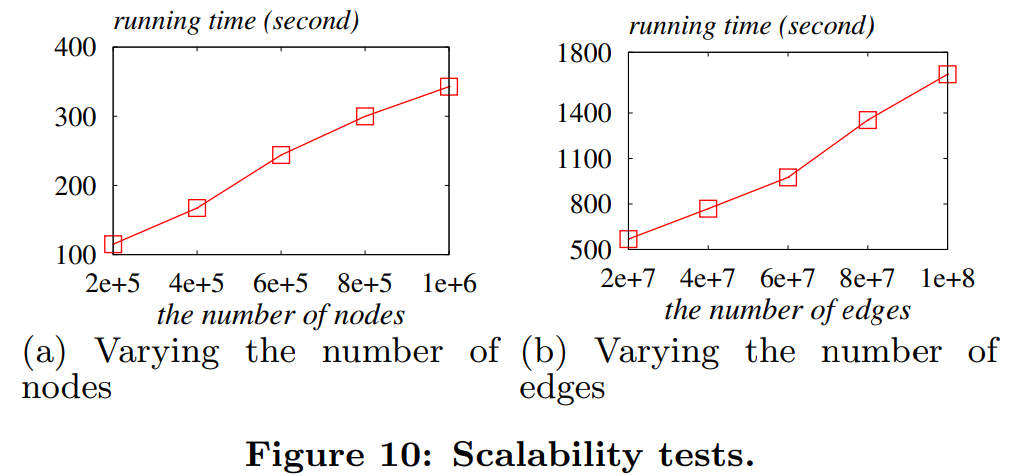 running time (second)
400
300
200
100
2e+5 4e+5 6e+5 8e+5 1e+6
the number of nodes
(a) Varying the number of
nodes
running time (second)
1800
1400
1100
800
500
2e+7 4e+7 6e+7 8e+7 1e+8
the number of edges
(b) Varying the number of
edges
Figure 10: Scalability tests.